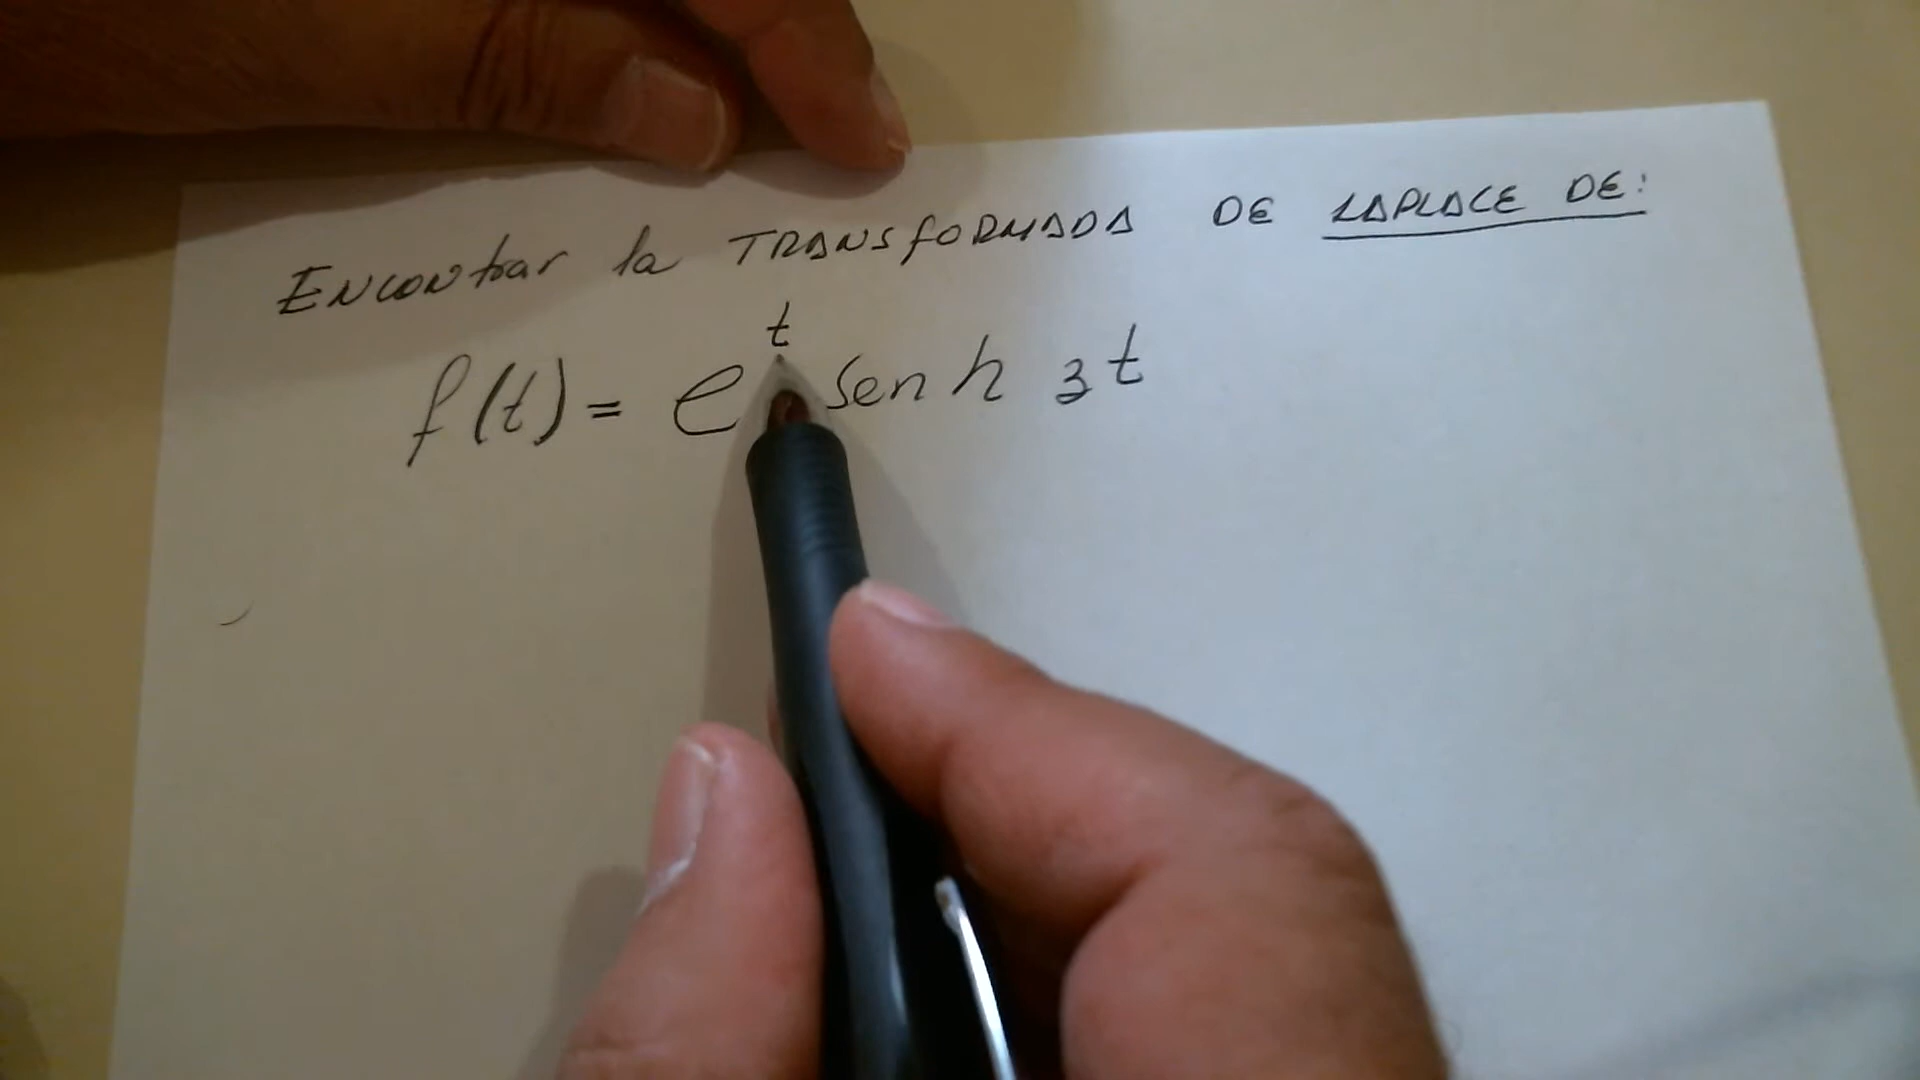 Encontrar la TRANSFORMADA DE LAPLACE DE:
f(t) = e^t senh 3t